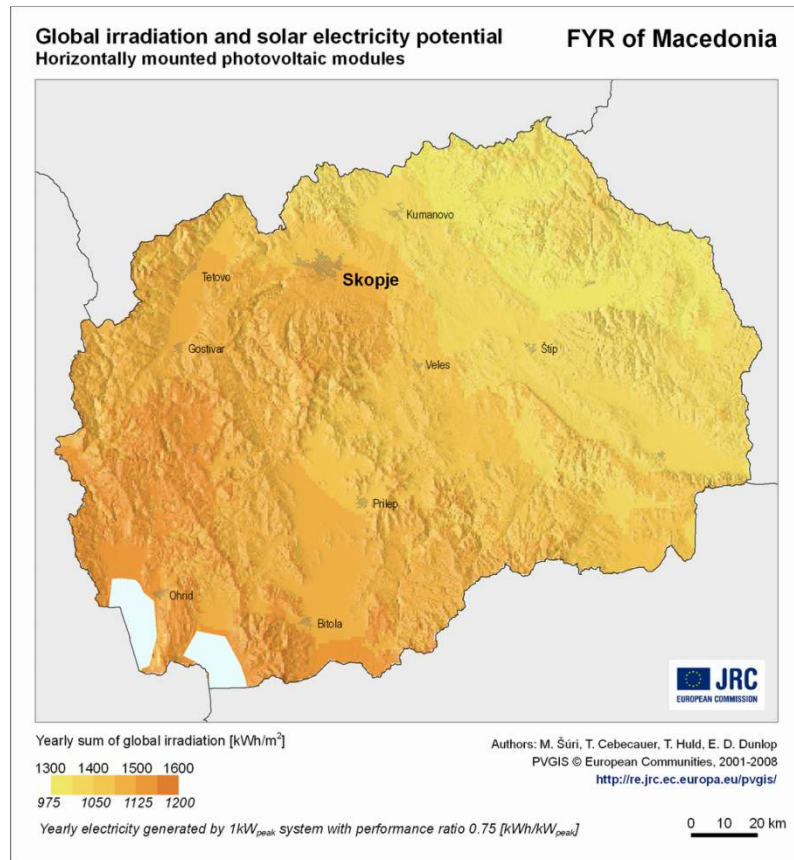 Global irradiation and solar electricity potential
Horizontally mounted photovoltaic modules
FYR of Macedonia
Kumanovo
Tetovo
Skopje
Gostivar
Veles
Štip
Prilep
Ohrid
Bitola
JRC
EUROPEAN COMMISSION
Yearly sum of global irradiation [kWh/m²]
1300 1400 1500 1600
975 1050 1125 1200
Yearly electricity generated by 1kWpeak system with performance ratio 0.75 [kWh/kWpeak]
Authors: M. Šúri, T. Cebecauer, T. Huld, E. D. Dunlop
PVGIS © European Communities, 2001-2008
http://re.jrc.ec.europa.eu/pvgis/
0 10 20 km